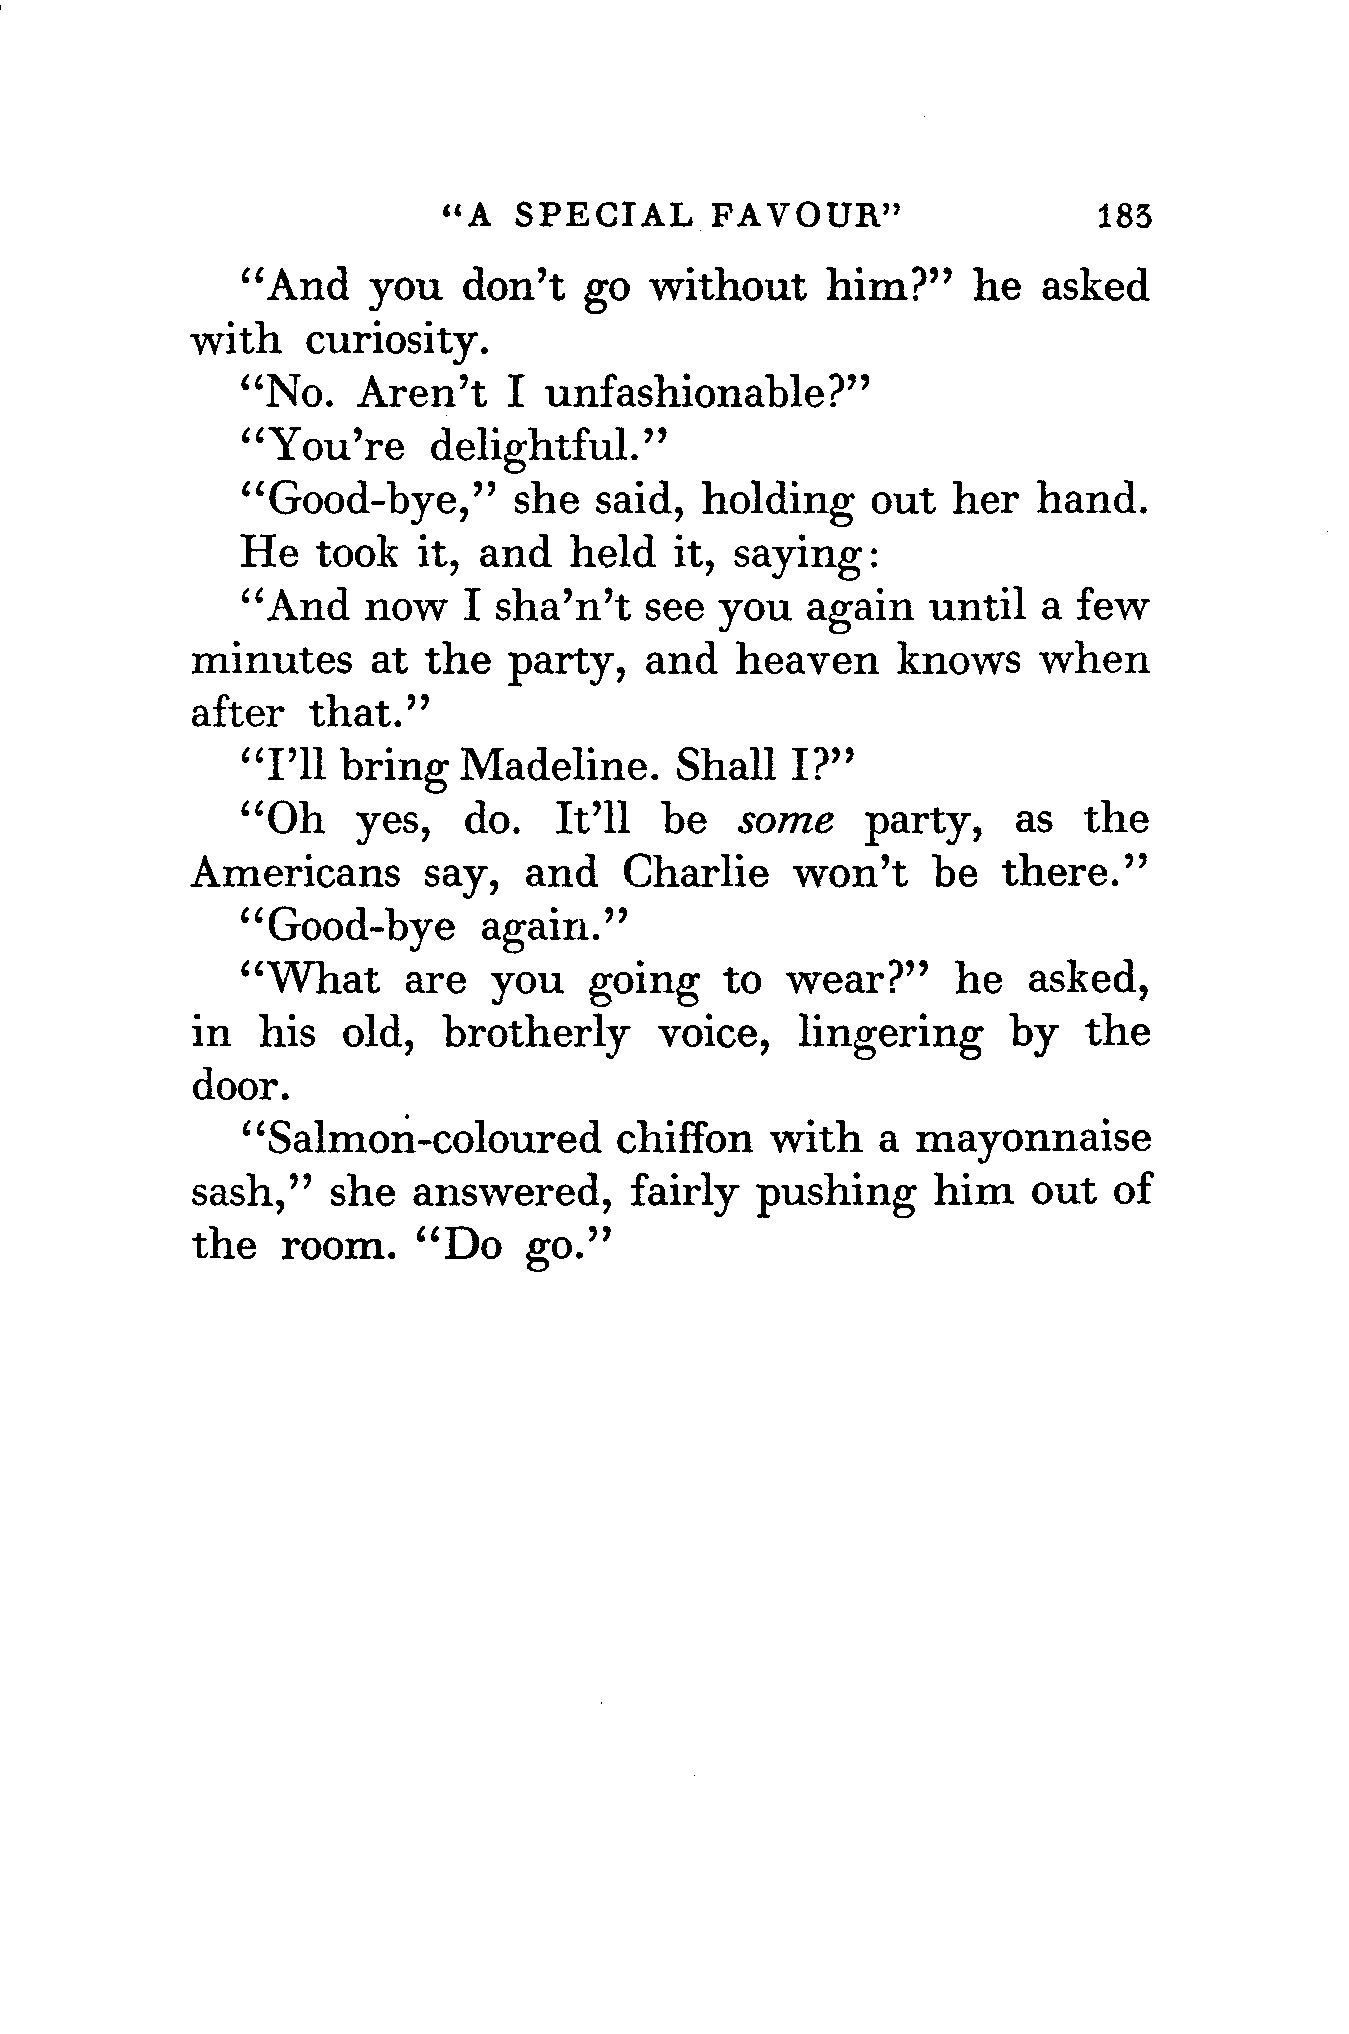 “A SPECIAL FAVOUR” 183
“And you don’t go without him?” he asked
with curiosity.
“No. Aren’t I unfashionable?”
“You’re delightful.”
“Good-bye,” she said, holding out her hand.
He took it, and held it, saying:
“And now I sha’n’t see you again until a few
minutes at the party, and heaven knows when
after that.”
“I’ll bring Madeline. Shall I?”
“Oh yes, do. It’ll be some party, as the
Americans say, and Charlie won’t be there.”
“Good-bye again.”
“What are you going to wear?” he asked,
in his old, brotherly voice, lingering by the
door.
“Salmon-coloured chiffon with a mayonnaise
sash,” she answered, fairly pushing him out of
the room. “Do go.”